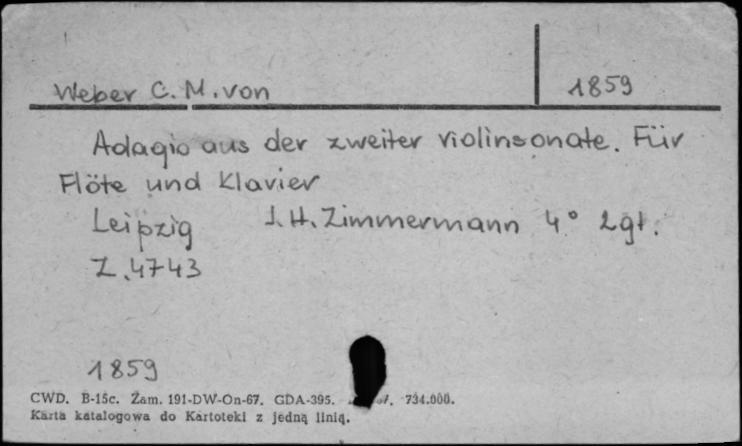 Weber C. M. von 1859
Adagio aus der zweiter Violinsonate. Für
Flöte und Klavier
Leipzig J. H. Zimmermann 4° 2gt.
Z. 4743
1859
CWD. B-15c. Zam. 191-DW-On-67. GDA-395. 734.000.
Karta katalogowa do Kartoteki z jedną linią.